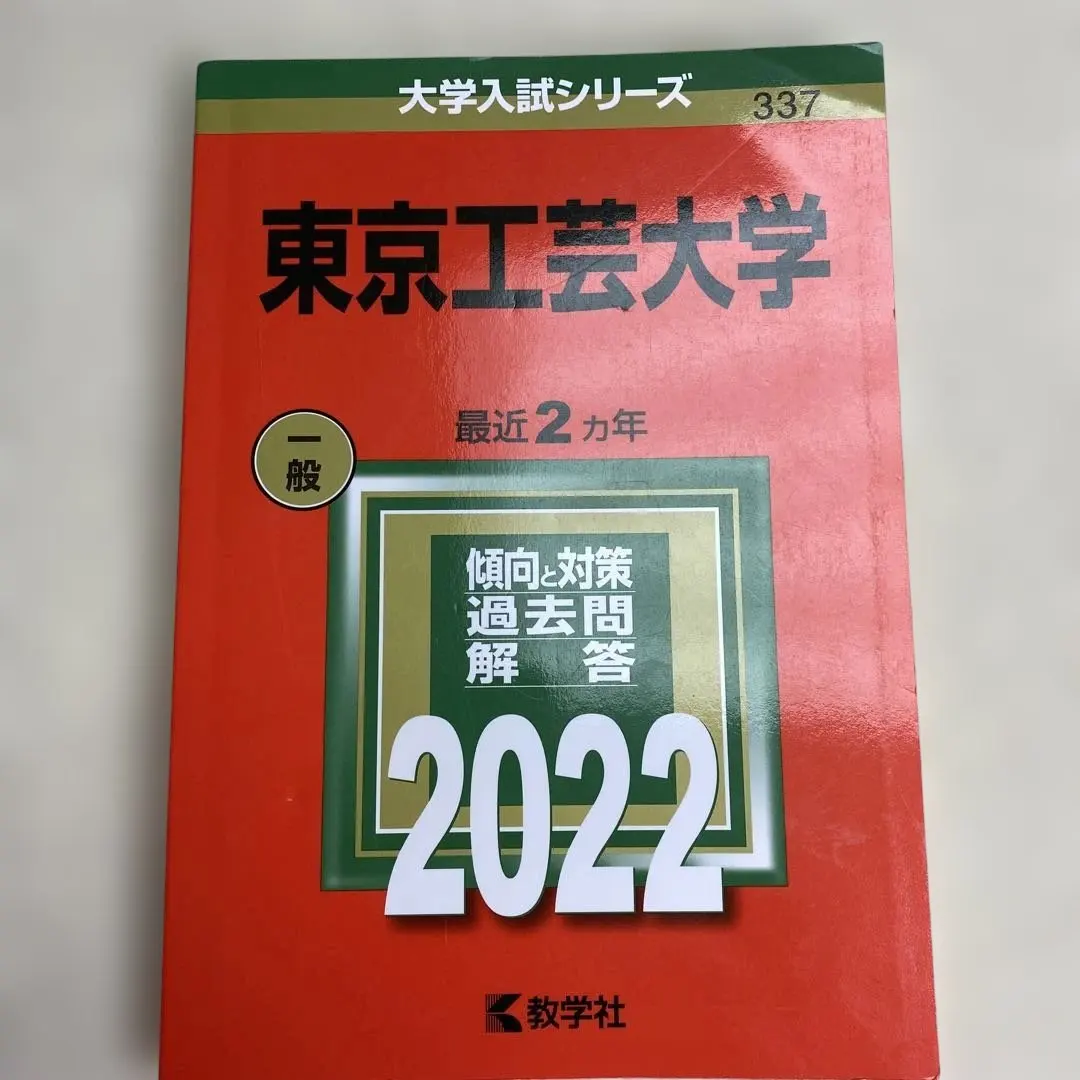 大学入試シリーズ
337
東京工芸大学
最近2ヵ年
一般
傾向と対策
過去問
解答
2022
教学社